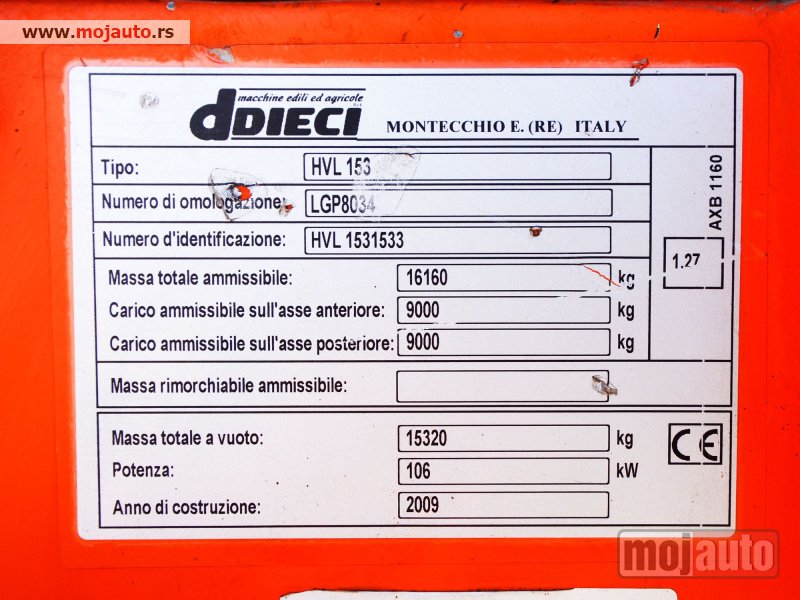 www.mojauto.rs
macchine edili ed agricole
dDIECI srl MONTECCHIO E. (RE) ITALY
Tipo: HVL 153
Numero di omologazione: LGP8034
Numero d'identificazione: HVL 1531533
AXB 1160
1.27
Massa totale ammissibile: 16160 kg
Carico ammissibile sull'asse anteriore: 9000 kg
Carico ammissibile sull'asse posteriore: 9000 kg
Massa rimorchiabile ammissibile:
Massa totale a vuoto: 15320 kg
Potenza: 106 kW
Anno di costruzione: 2009
CE
mojauto